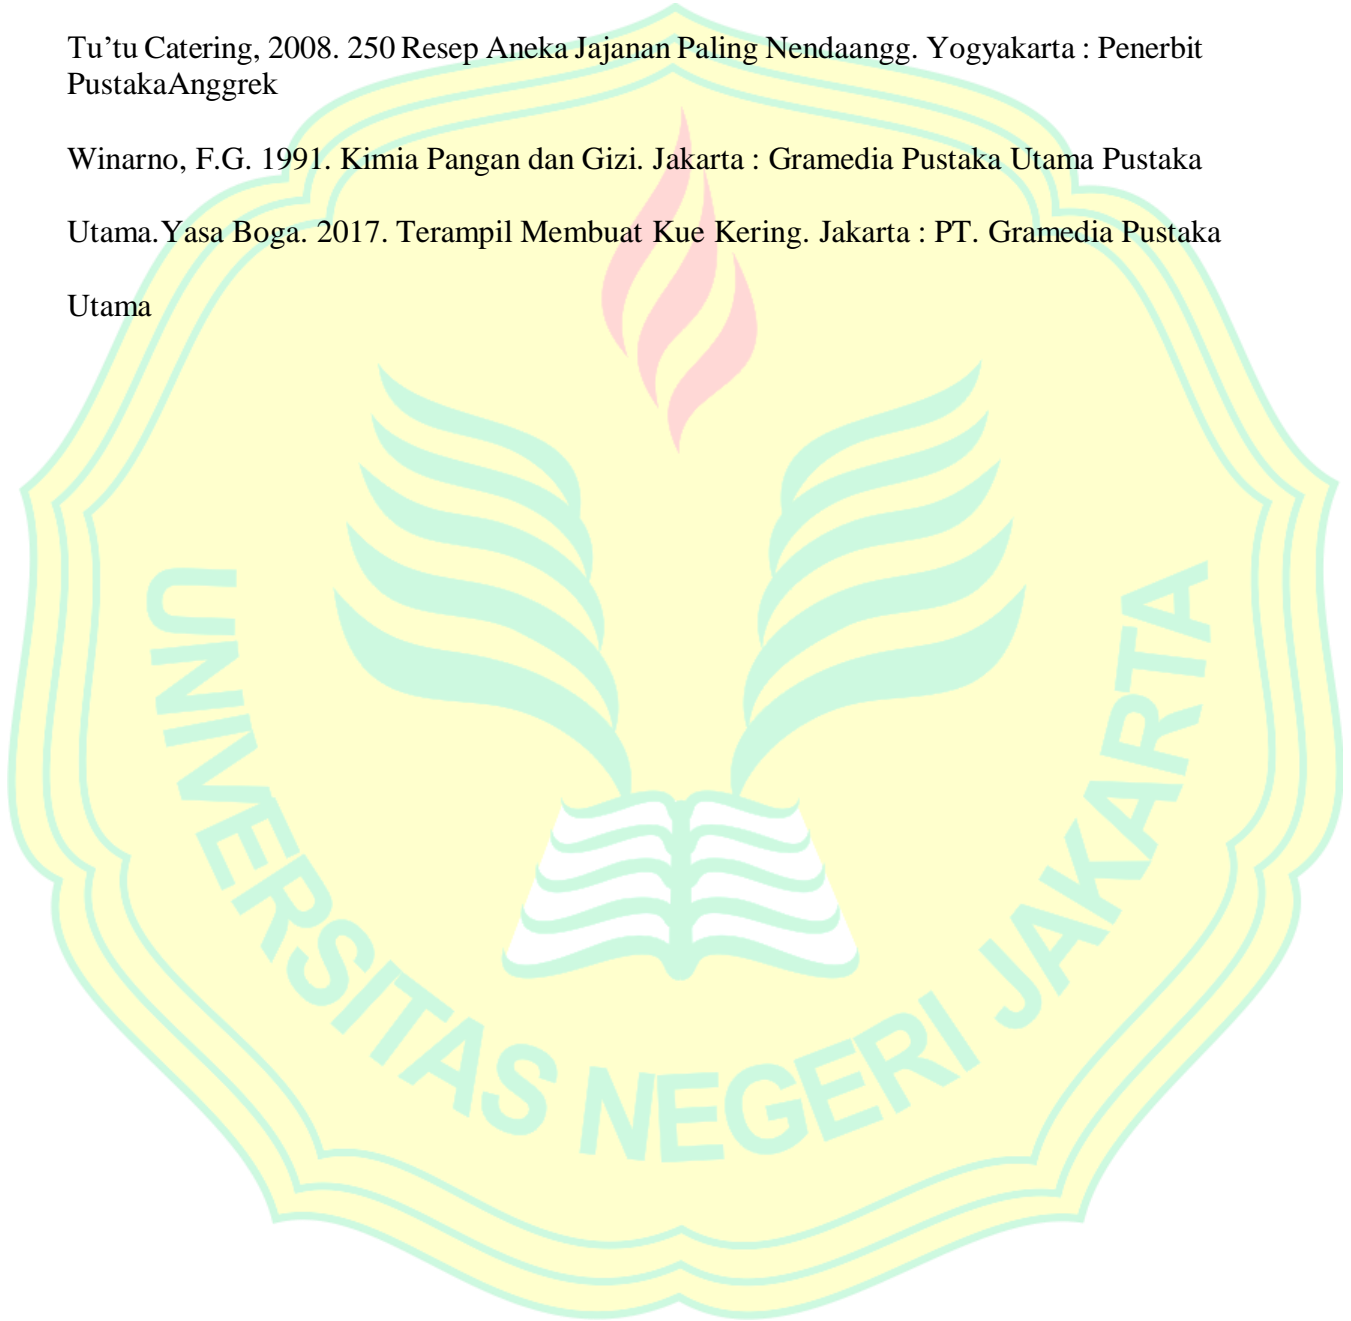 Tu’tu Catering, 2008. 250 Resep Aneka Jajanan Paling Nendaangg. Yogyakarta : Penerbit
PustakaAnggrek
Winarno, F.G. 1991. Kimia Pangan dan Gizi. Jakarta : Gramedia Pustaka Utama Pustaka
Utama.Yasa Boga. 2017. Terampil Membuat Kue Kering. Jakarta : PT. Gramedia Pustaka
Utama
UNIVERSITAS NEGERI JAKARTA